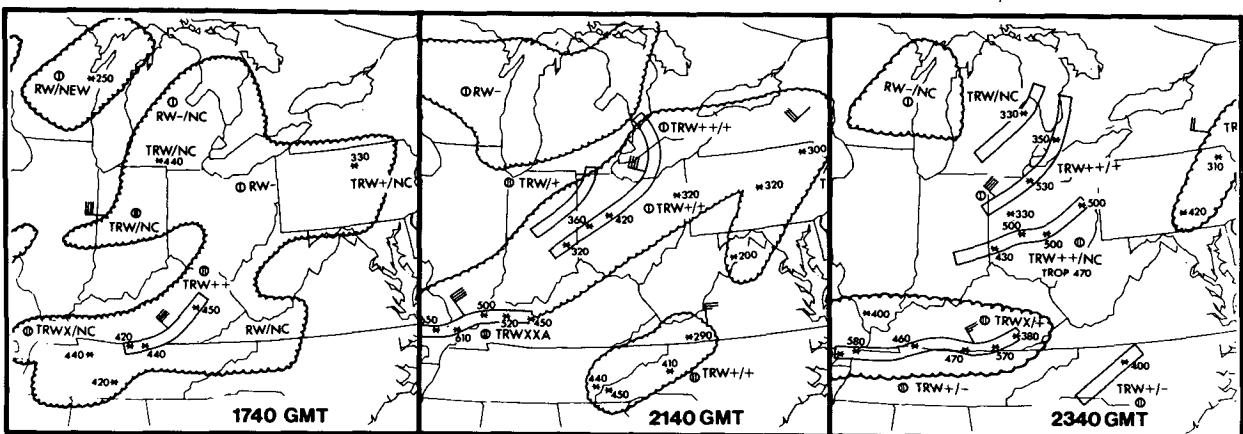 250
RW/NEW
RW-/NC
TRW/NC
440
RW-
330
TRW+/NC
TRW/NC
TRW++
450
TRWX/NC
420
440
440
RW/NC
420
1740 GMT
RW-
TRW++/+
300
TRW/+
320
320
TRW+/+
360
420
320
200
500
520
450
610
TRWXXA
290
410
440
450
TRW+/+
2140 GMT
RW-/NC
TRW/NC
330
350
TRW++/+
530
310
330
500
500
500
420
430
TRW++/NC
TROP 470
400
TRWX/+
380
580
460
470
570
400
TRW+/-
TRW+/-
2340 GMT